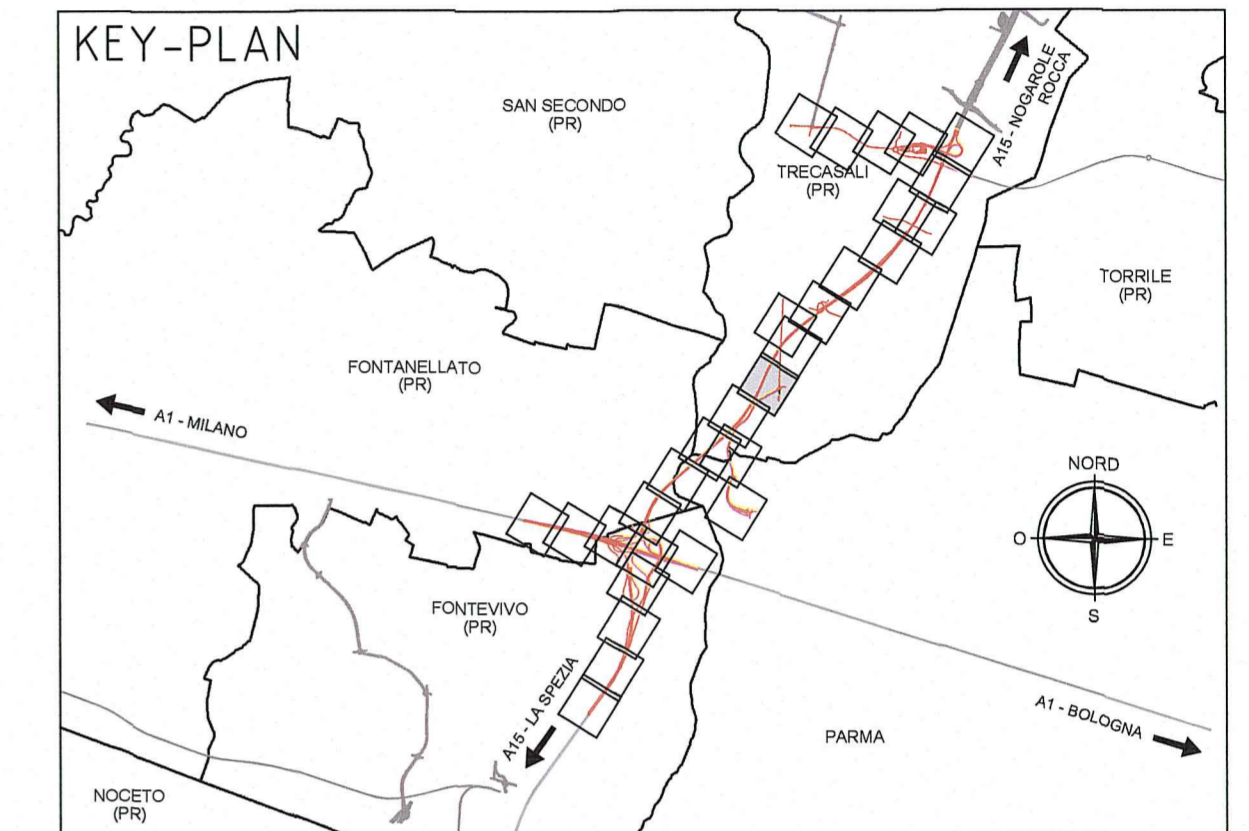 KEY-PLAN
SAN SECONDO
(PR)
A15 - NOGAROLE
ROCCA
TRECASALI
(PR)
TORRILE
(PR)
FONTANELLATO
(PR)
A1 - MILANO
NORD
O
E
S
FONTEVIVO
(PR)
A15 - LA SPEZIA
A1 - BOLOGNA
PARMA
NOCETO
(PR)